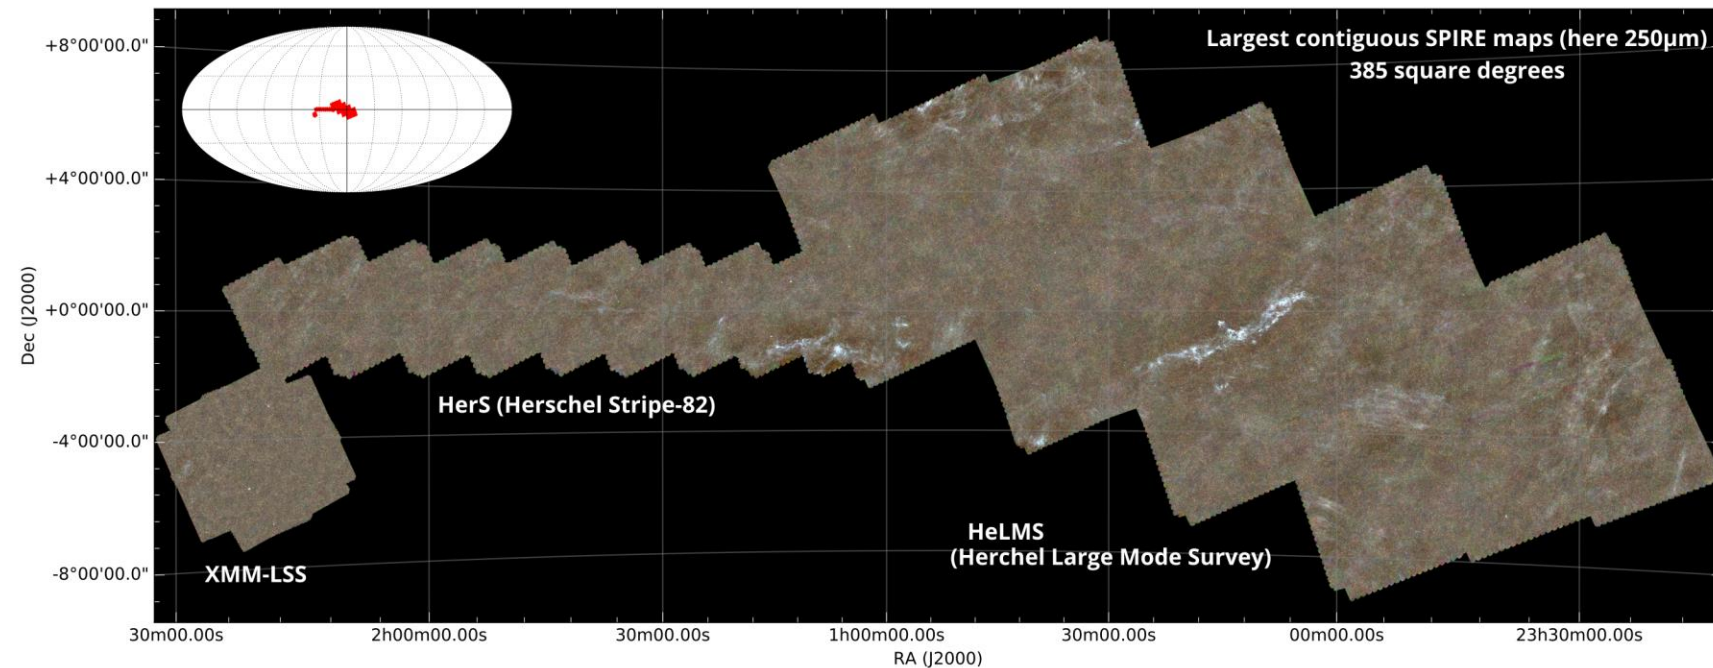 Largest contiguous SPIRE maps (here 250µm)
385 square degrees
+8°00'00.0"
+4°00'00.0"
+0°00'00.0"
-4°00'00.0"
-8°00'00.0"
Dec (J2000)
HerS (Herschel Stripe-82)
HeLMS
(Herchel Large Mode Survey)
XMM-LSS
30m00.00s 2h00m00.00s 30m00.00s 1h00m00.00s 30m00.00s 00m00.00s 23h30m00.00s
RA (J2000)